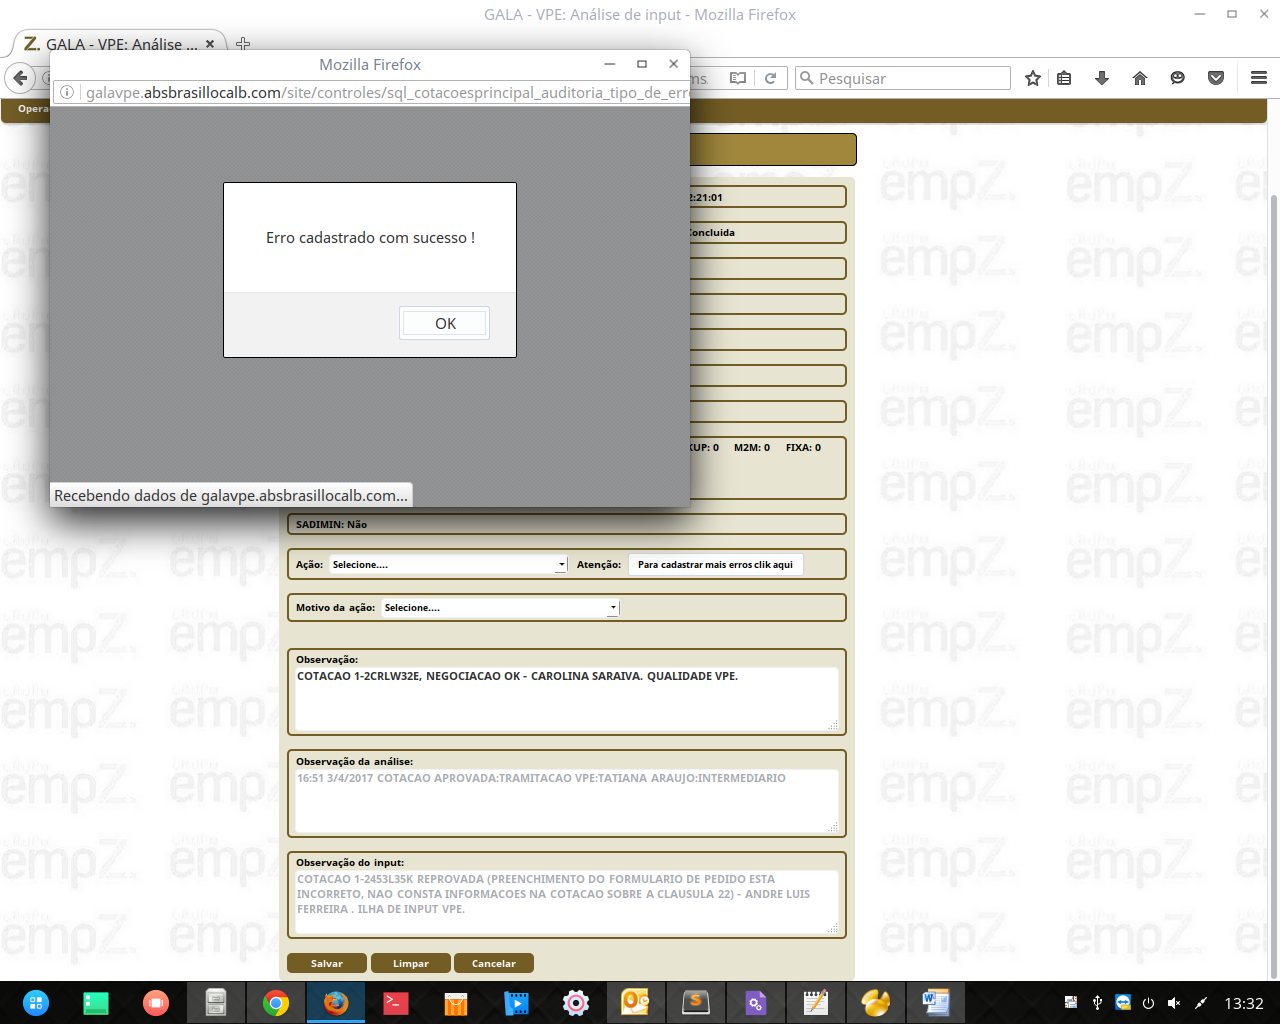 GALA - VPE: Análise de input - Mozilla Firefox
Z. GALA - VPE: Análise ...
Mozilla Firefox
galavpe.absbrasillocalb.com/site/controles/sql_cotacoesprincipal_auditoria_tipo_de_erro
Pesquisar
Opera
2:21:01
Erro cadastrado com sucesso !
Concluida
OK
KUP: 0 M2M: 0 FIXA: 0
Recebendo dados de galavpe.absbrasillocalb.com...
SADIMIN: Não
Ação: Selecione.... Atenção: Para cadastrar mais erros clik aqui
Motivo da ação: Selecione....
Observação:
COTACAO 1-2CRLW32E, NEGOCIACAO OK - CAROLINA SARAIVA. QUALIDADE VPE.
Observação da análise:
16:51 3/4/2017 COTACAO APROVADA:TRAMITACAO VPE:TATIANA ARAUJO:INTERMEDIARIO
Observação do input:
COTACAO 1-2453L35K REPROVADA (PREENCHIMENTO DO FORMULARIO DE PEDIDO ESTA
INCORRETO, NAO CONSTA INFORMACOES NA COTACAO SOBRE A CLAUSULA 22) - ANDRE LUIS
FERREIRA . ILHA DE INPUT VPE.
Salvar Limpar Cancelar
13:32